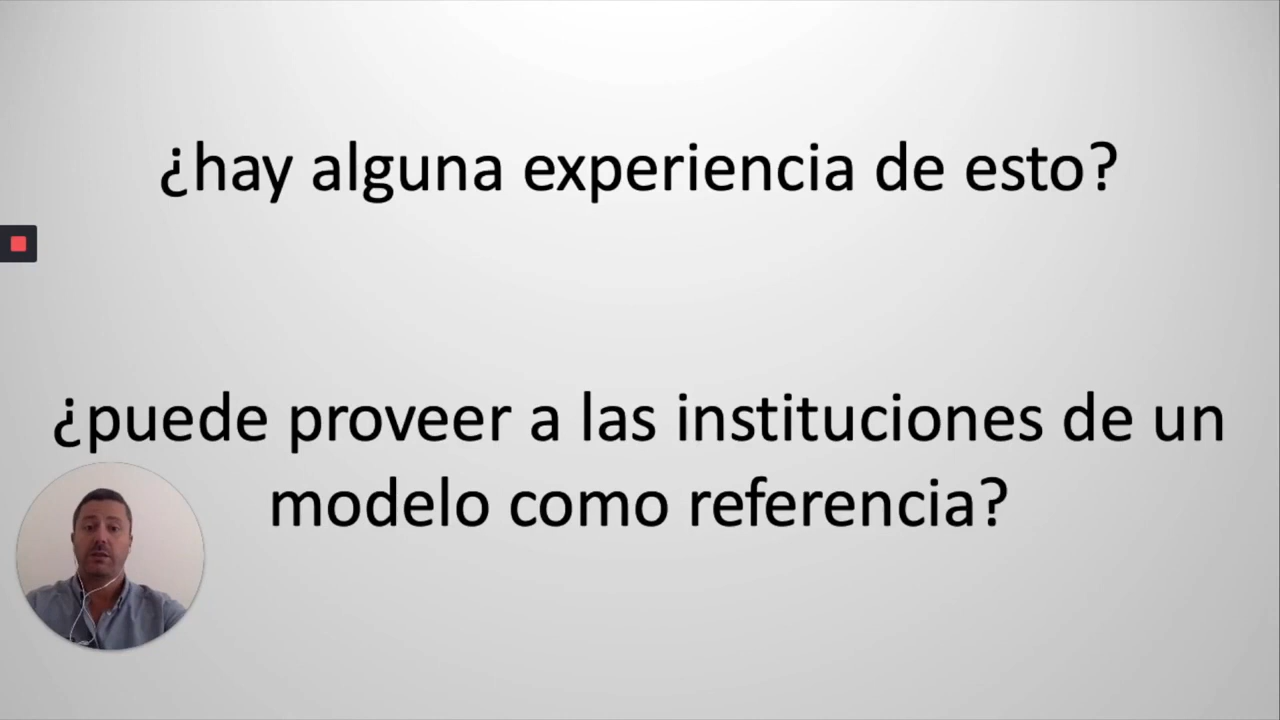 ¿hay alguna experiencia de esto?
¿puede proveer a las instituciones de un
modelo como referencia?